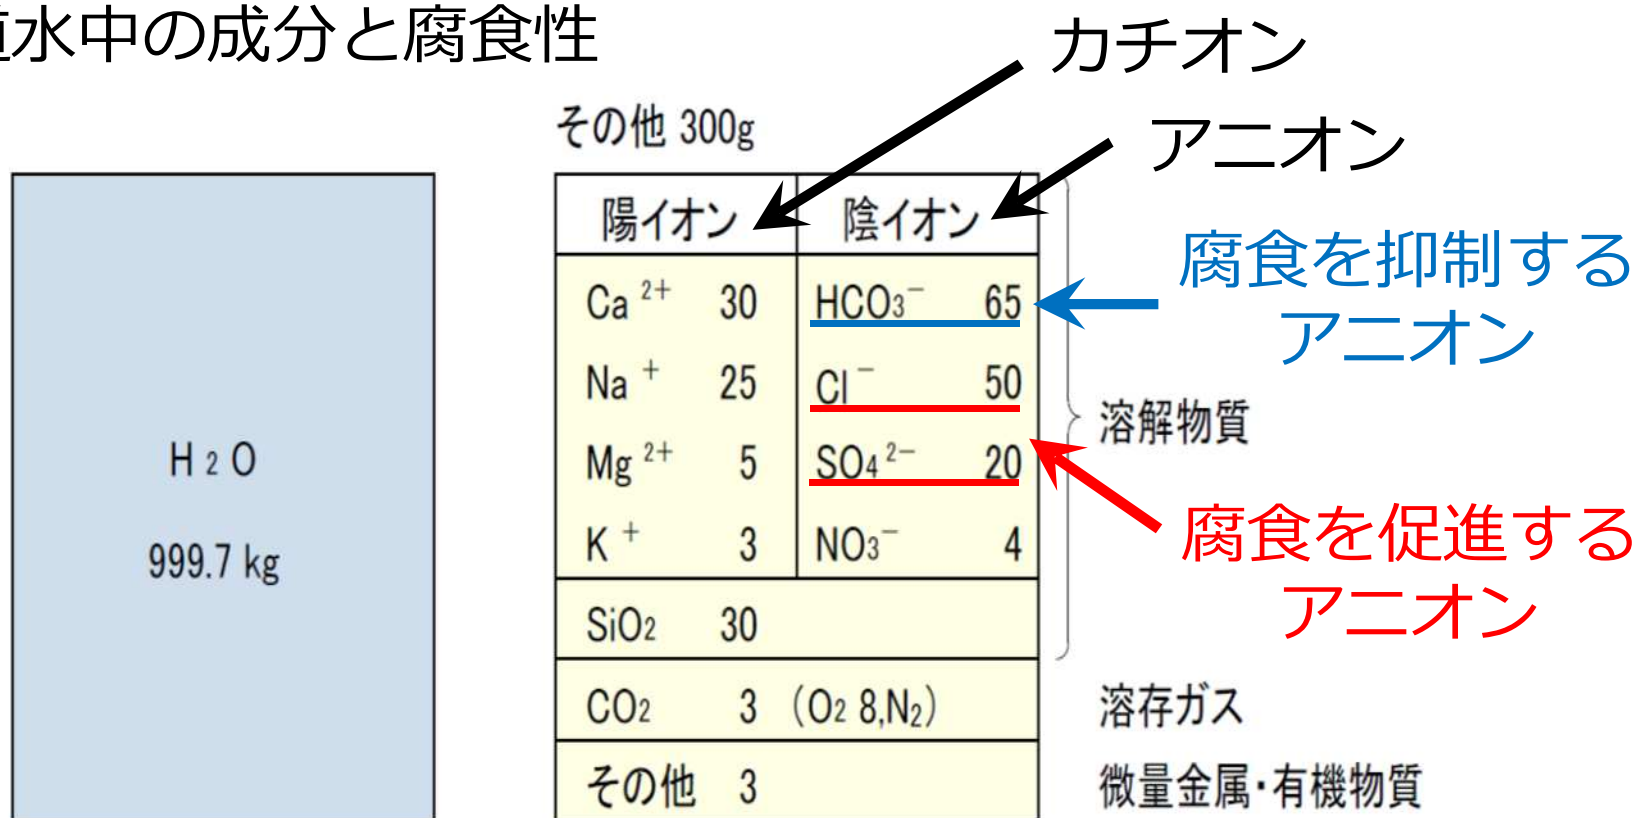 水中の成分と腐食性
カチオン
アニオン
その他 300g
陽イオン 陰イオン
Ca 2+ 30 HCO3− 65
Na + 25 Cl− 50
Mg 2+ 5 SO4 2− 20
K + 3 NO3− 4
SiO2 30
CO2 3 (O2 8,N2)
その他 3
H2O
999.7 kg
腐食を抑制する
アニオン
溶解物質
腐食を促進する
アニオン
溶存ガス
微量金属・有機物質